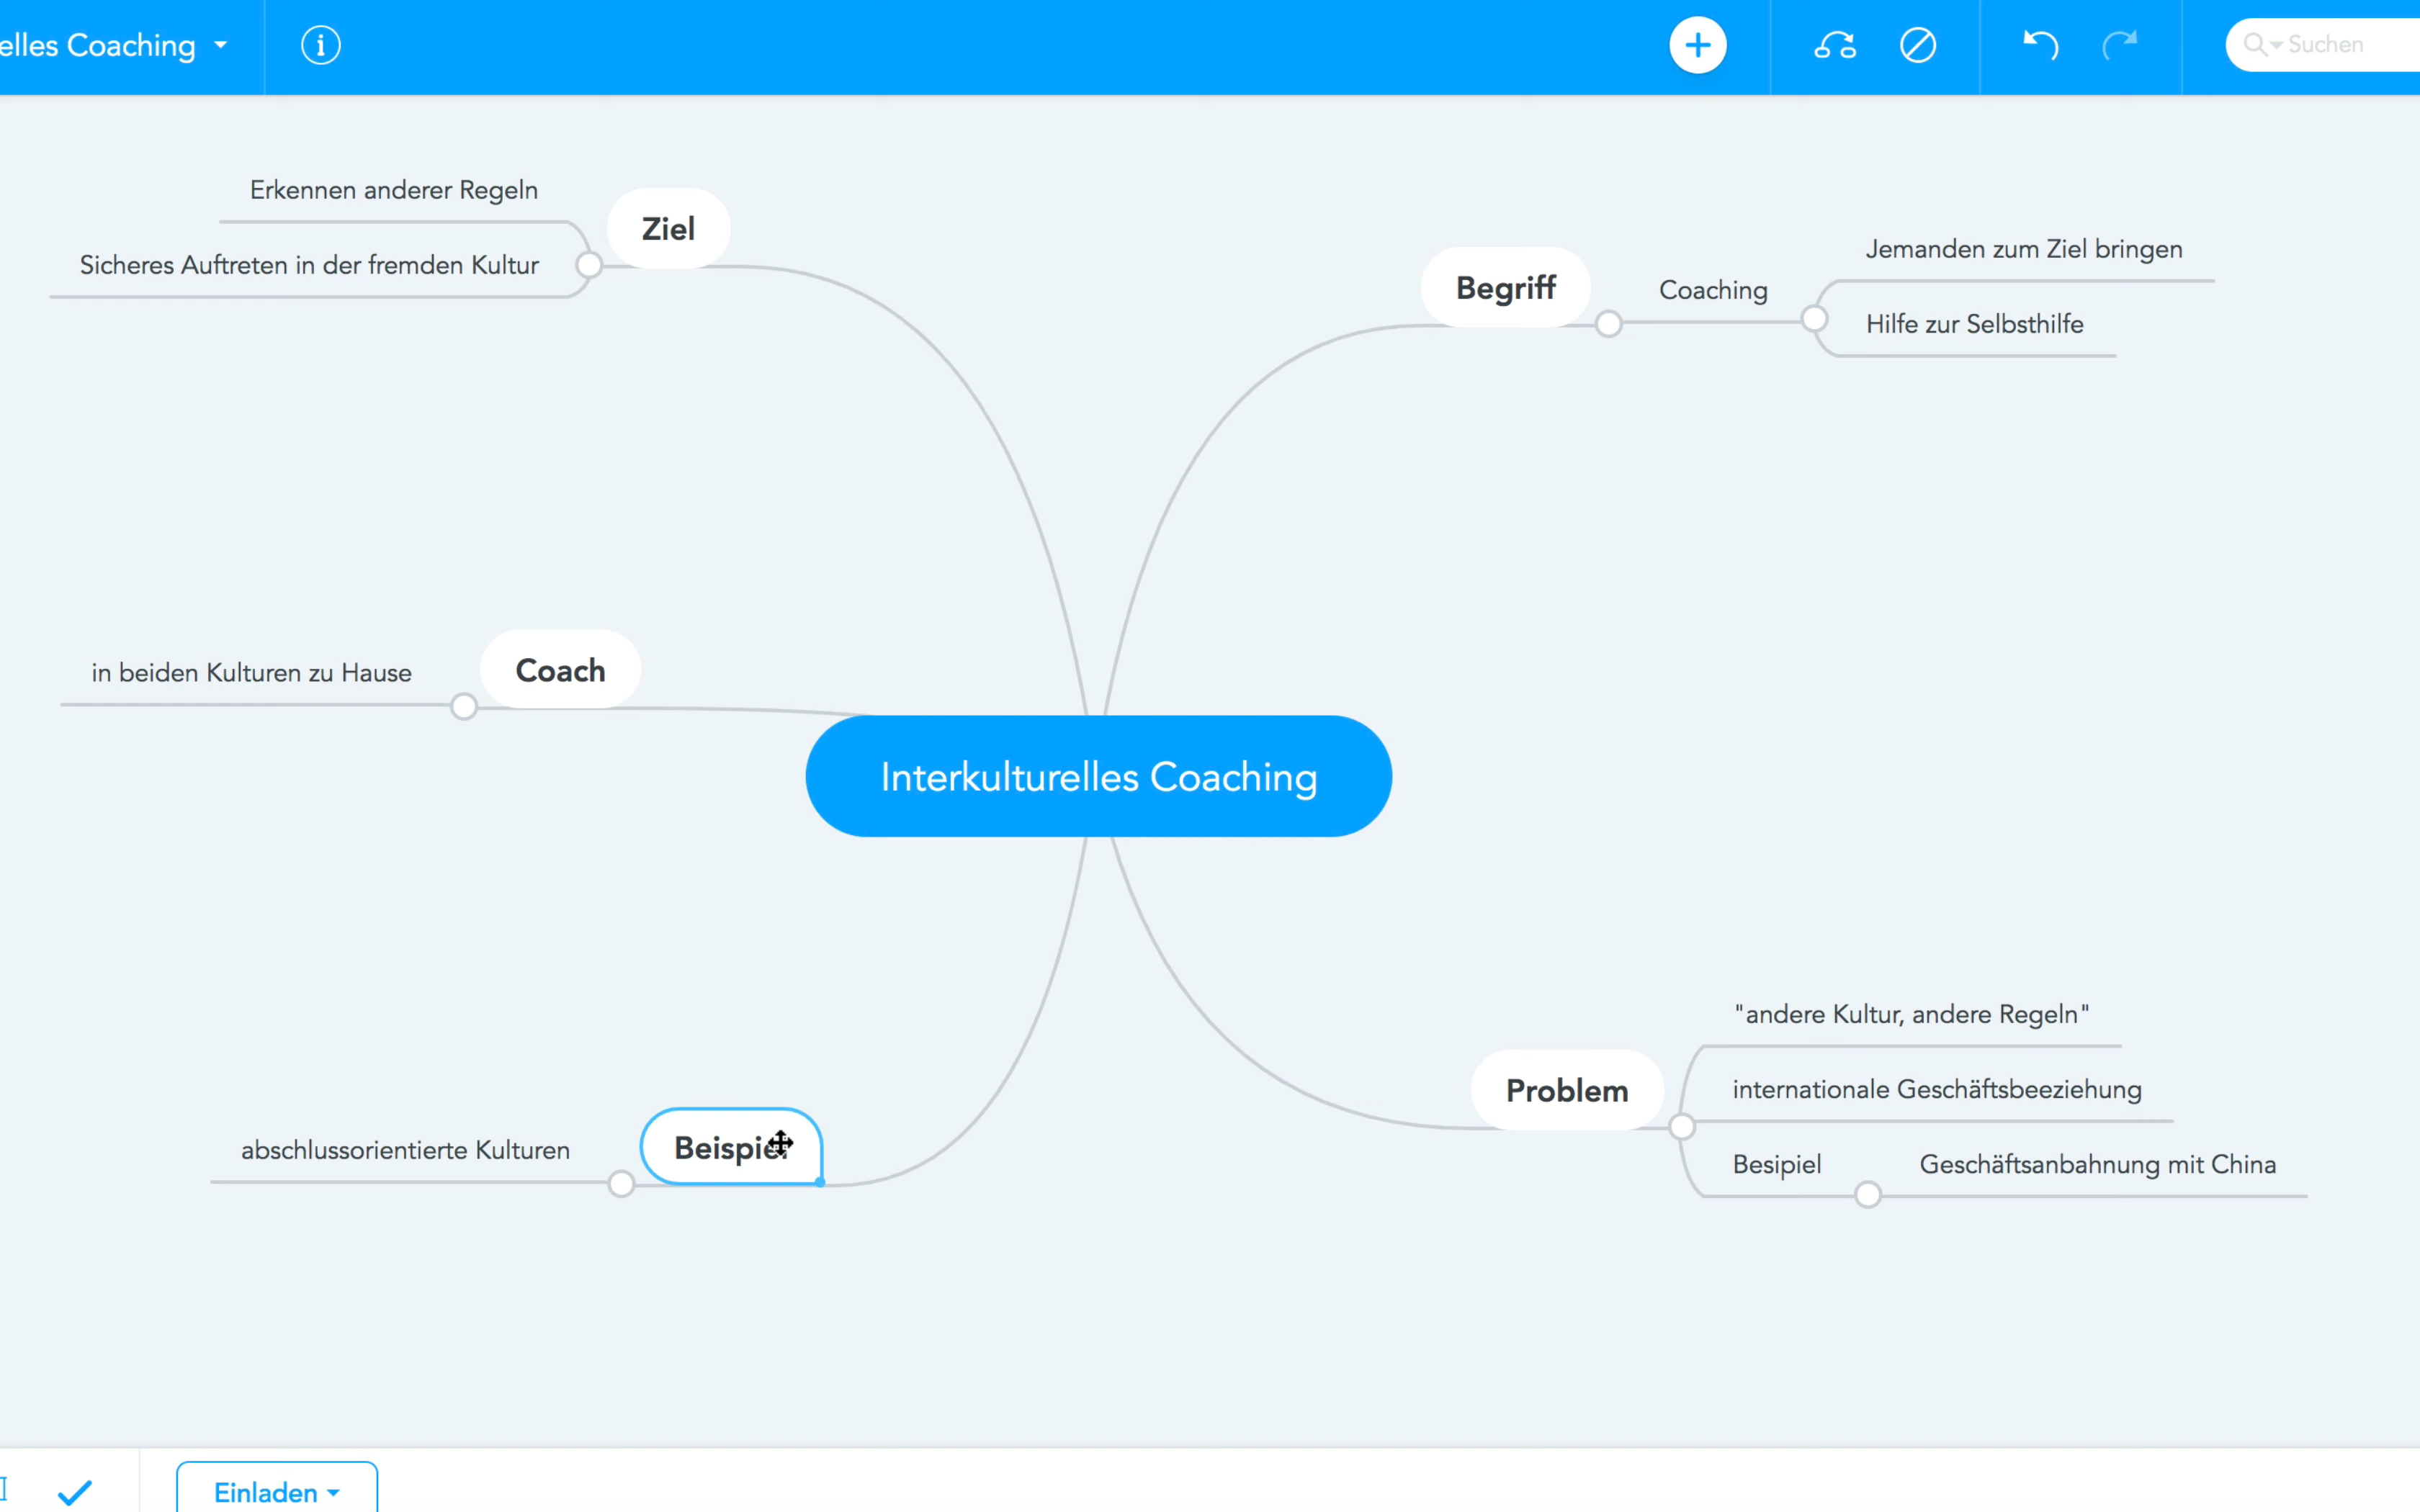 elles Coaching
Suchen
Erkennen anderer Regeln
Ziel
Sicheres Auftreten in der fremden Kultur
Begriff
Coaching
Jemanden zum Ziel bringen
Hilfe zur Selbsthilfe
in beiden Kulturen zu Hause
Coach
Interkulturelles Coaching
abschlussorientierte Kulturen
Beispiel
Problem
"andere Kultur, andere Regeln"
internationale Geschäftsbeeziehung
Besipiel
Geschäftsanbahnung mit China
Einladen